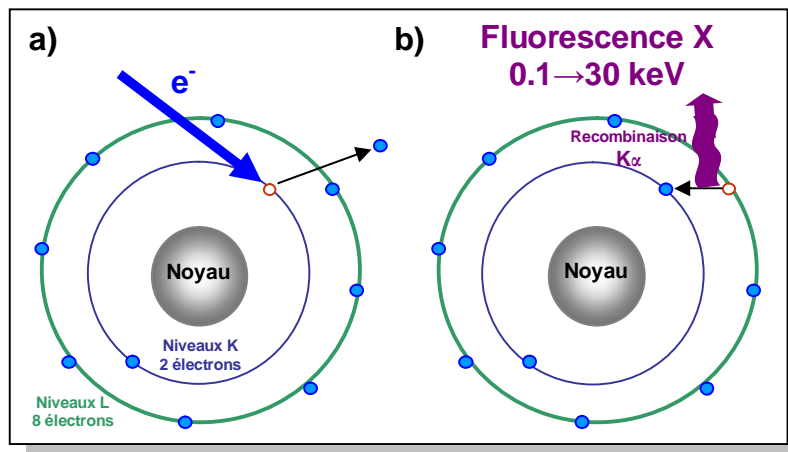 a)
e-
Noyau
Niveaux K
2 électrons
Niveaux L
8 électrons
b)
Fluorescence X
0.1→30 keV
Recombinaison
Kα
Noyau